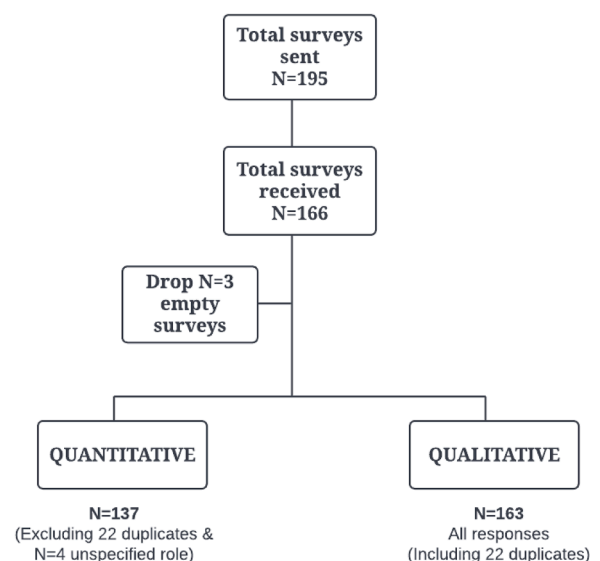 Total surveys
sent
N=195
Total surveys
received
N=166
Drop N=3
empty
surveys
QUANTITATIVE
QUALITATIVE
N=137
(Excluding 22 duplicates &
N=4 unspecified role)
N=163
All responses
(Including 22 duplicates)